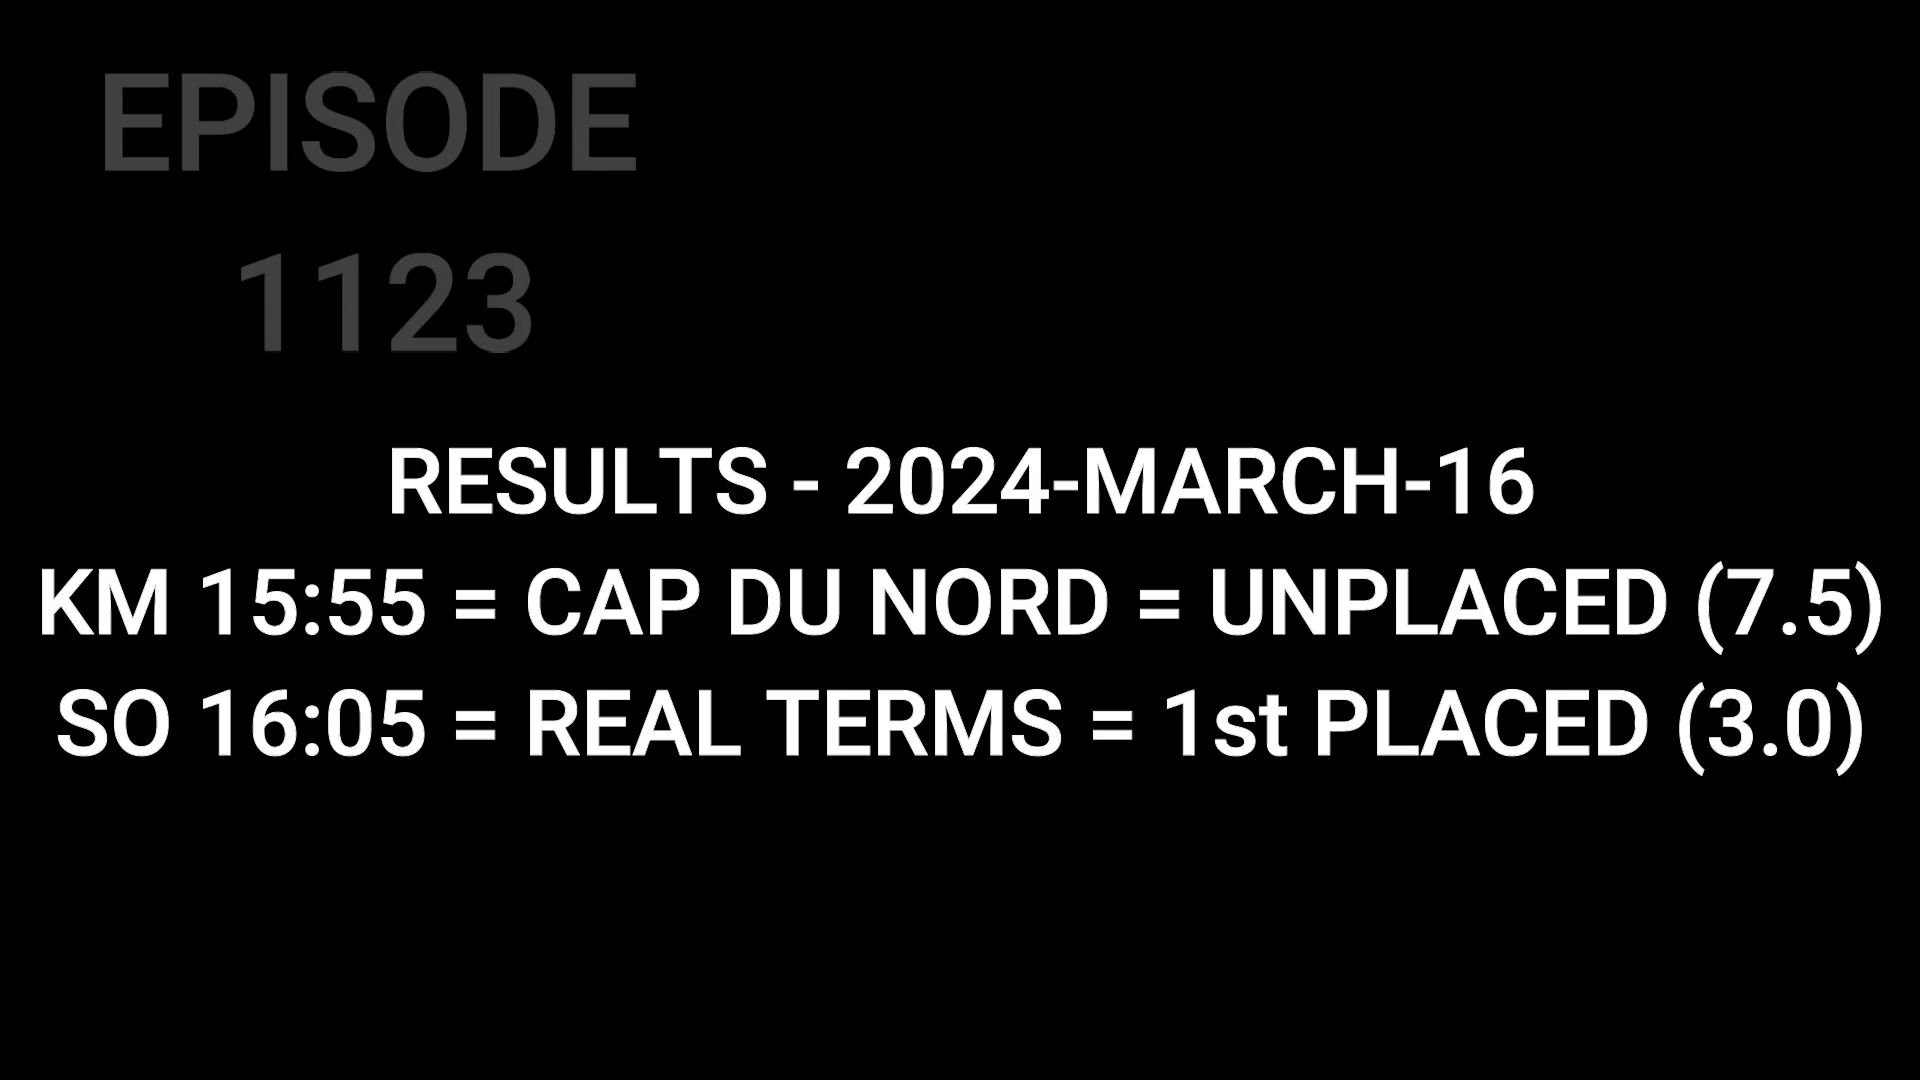 EPISODE
1123
RESULTS - 2024-MARCH-16
KM 15:55 = CAP DU NORD = UNPLACED (7.5)
SO 16:05 = REAL TERMS = 1st PLACED (3.0)